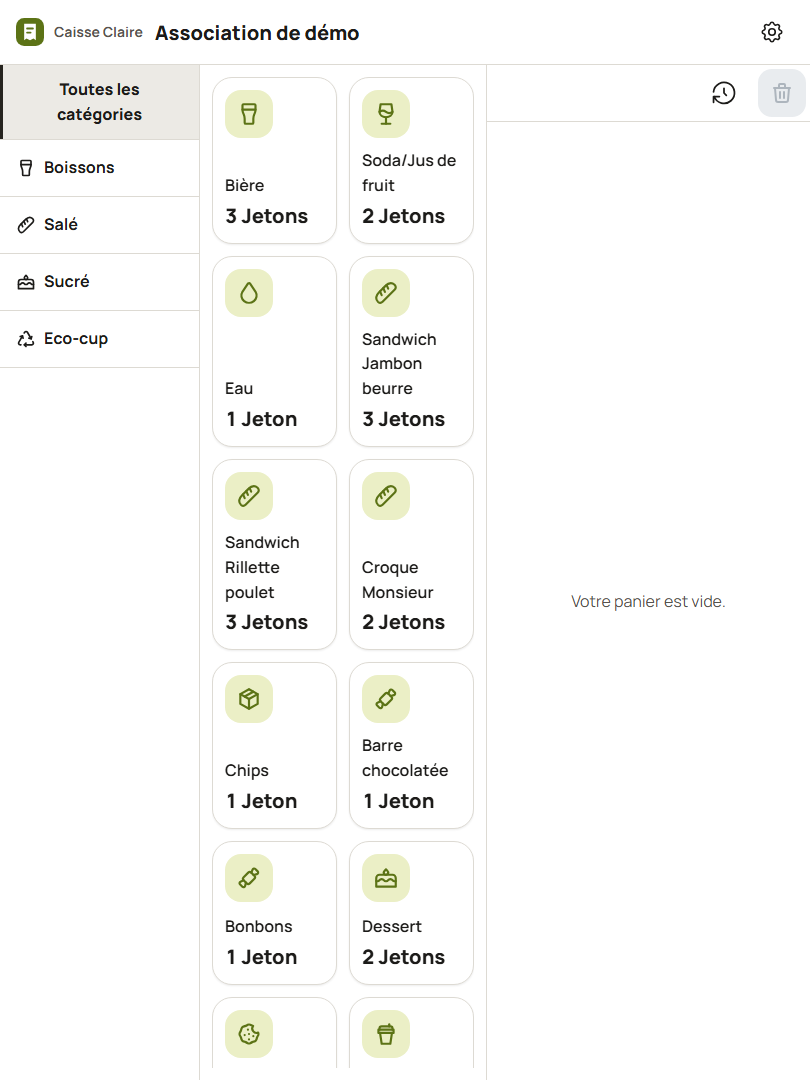 Caisse Claire Association de démo
Toutes les
catégories
Boissons
Salé
Sucré
Eco-cup
Bière
3 Jetons
Soda/Jus de
fruit
2 Jetons
Eau
1 Jeton
Sandwich
Jambon
beurre
3 Jetons
Sandwich
Rillette
poulet
3 Jetons
Croque
Monsieur
2 Jetons
Chips
1 Jeton
Barre
chocolatée
1 Jeton
Bonbons
1 Jeton
Dessert
2 Jetons
Votre panier est vide.